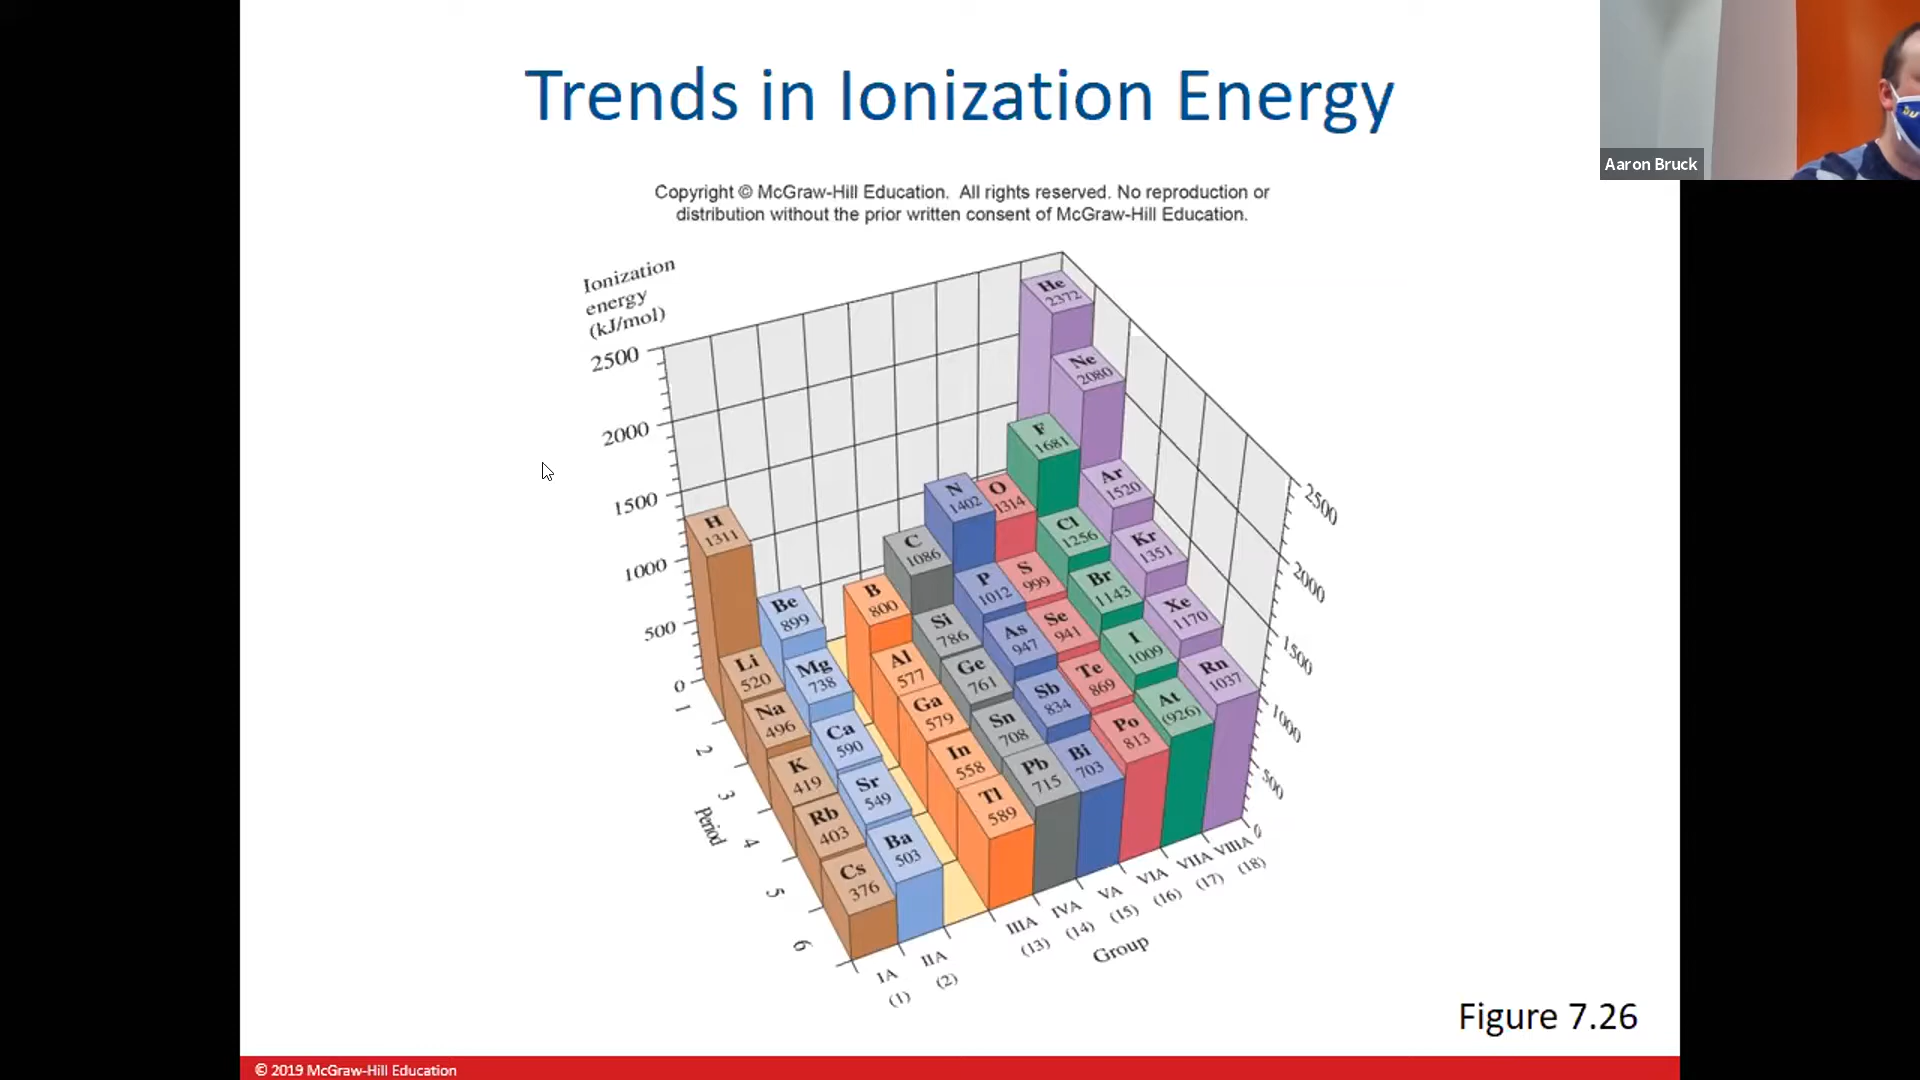 Trends in Ionization Energy
Aaron Bruck
Copyright © McGraw-Hill Education. All rights reserved. No reproduction or
distribution without the prior written consent of McGraw-Hill Education.
Ionization
energy
(kJ/mol)
2500
2000
1500
1000
500
0
He
2372
Ne
2080
F
1681
Ar
1520
N
1402
O
1314
Cl
1256
Kr
1351
H
1311
C
1086
P
1012
S
999
Br
1143
Xe
1170
Be
899
B
800
Si
786
As
947
Se
941
I
1009
Rn
1037
Li
520
Mg
738
Al
577
Ge
761
Sb
834
Te
869
At
(926)
Na
496
Ca
590
Ga
579
Sn
708
Bi
703
Po
813
K
419
Sr
549
In
558
Pb
715
Rb
403
Ba
503
Tl
589
Cs
376
2500
2000
1500
1000
500
0
1
2
3
4
5
6
Period
IA
(1)
IIA
(2)
IIIA
(13)
IVA
(14)
VA
(15)
VIA
(16)
VIIA
(17)
VIIIA
(18)
Group
Figure 7.26
© 2019 McGraw-Hill Education